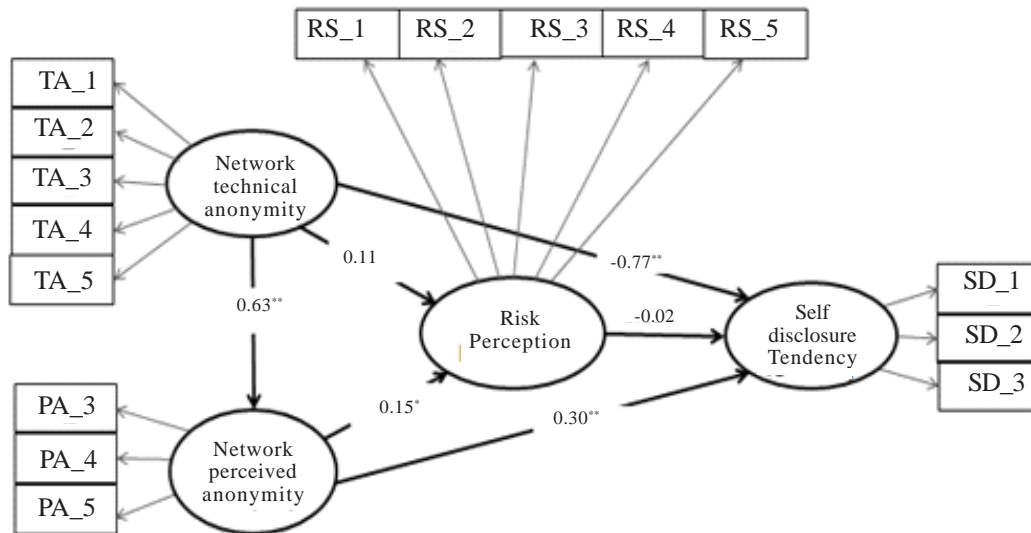 RS_1
RS_2
RS_3
RS_4
RS_5
TA_1
TA_2
TA_3
TA_4
TA_5
Network
technical
anonymity
0.11
-0.77**
0.63**
Risk
Perception
-0.02
Self
disclosure
Tendency
SD_1
SD_2
SD_3
PA_3
PA_4
PA_5
Network
perceived
anonymity
0.15*
0.30**